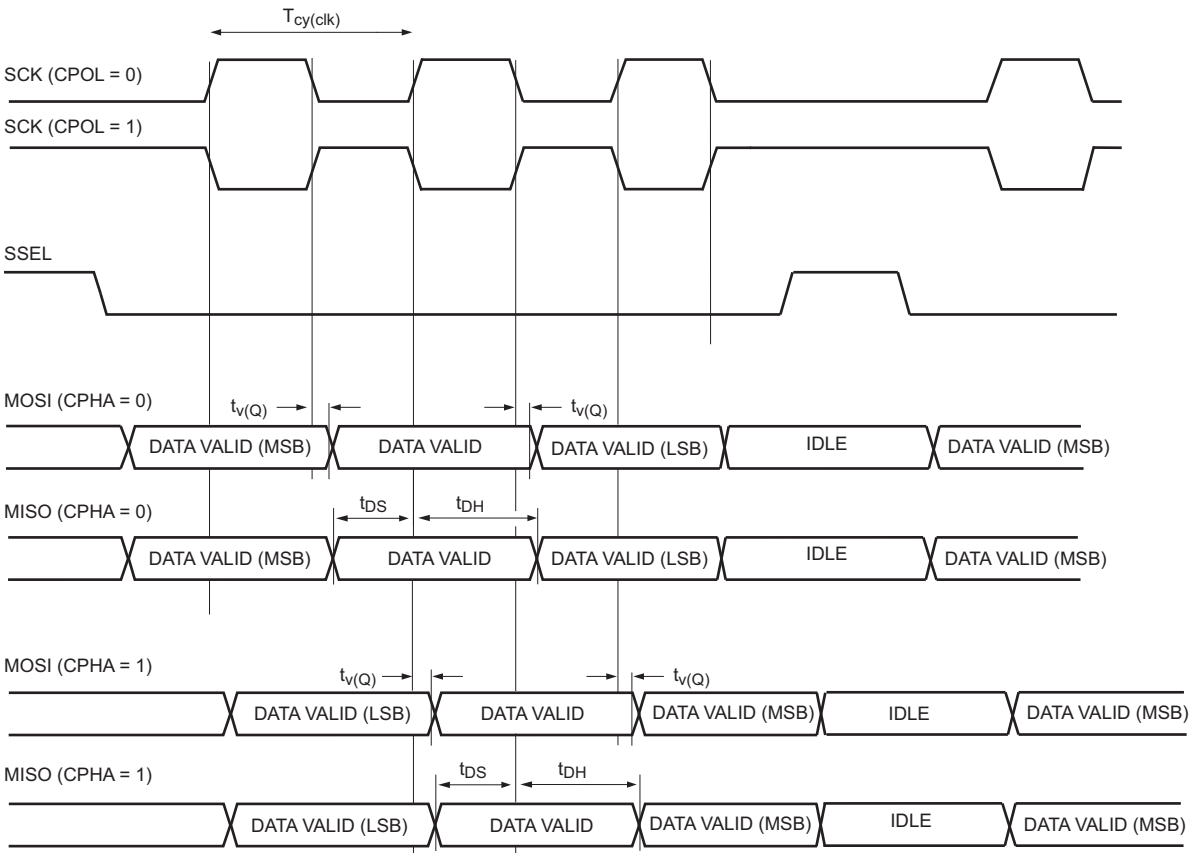 Tcy(clk)
SCK (CPOL = 0)
SCK (CPOL = 1)
SSEL
MOSI (CPHA = 0)
tv(Q) tv(Q)
DATA VALID (MSB) DATA VALID DATA VALID (LSB) IDLE DATA VALID (MSB)
MISO (CPHA = 0)
tDS tDH
DATA VALID (MSB) DATA VALID DATA VALID (LSB) IDLE DATA VALID (MSB)
MOSI (CPHA = 1)
tv(Q) tv(Q)
DATA VALID (LSB) DATA VALID DATA VALID (MSB) IDLE DATA VALID (MSB)
MISO (CPHA = 1)
tDS tDH
DATA VALID (LSB) DATA VALID DATA VALID (MSB) IDLE DATA VALID (MSB)